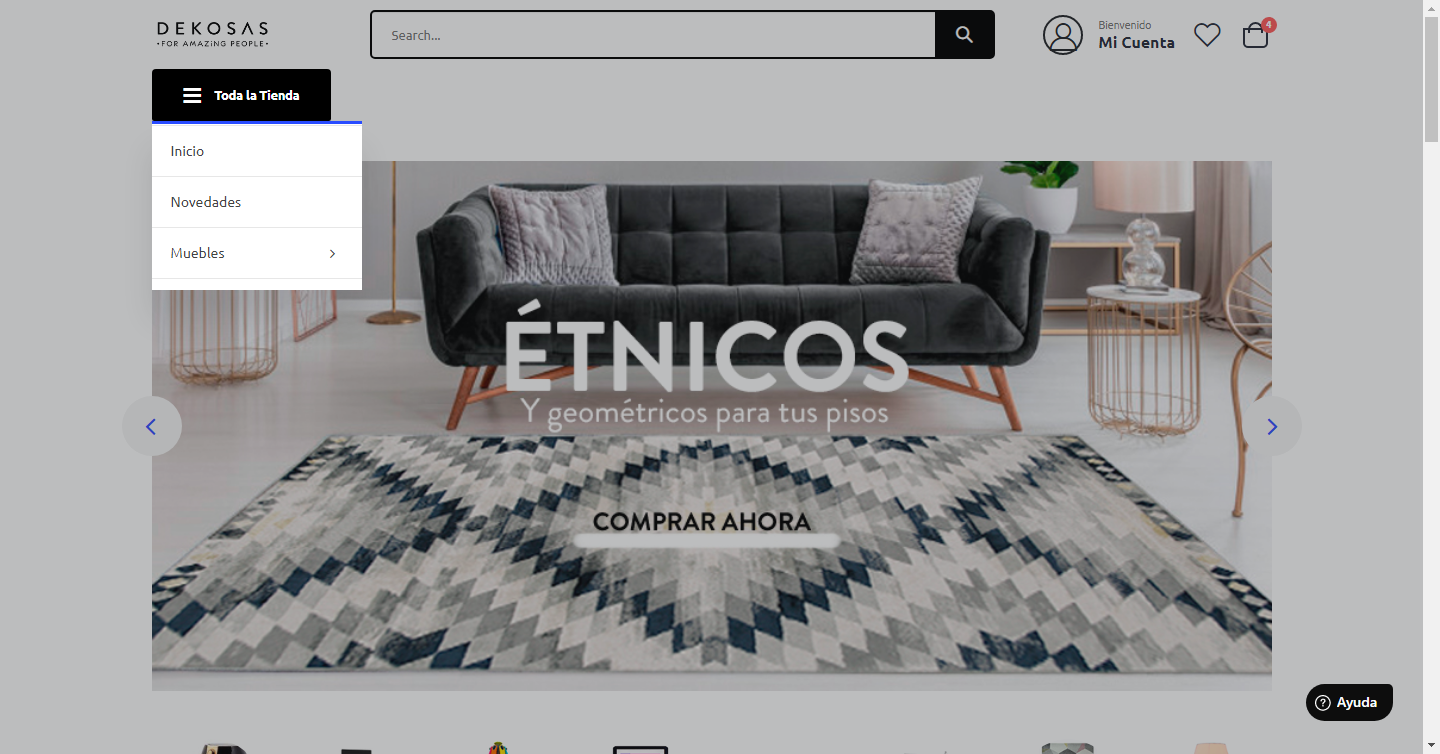 DEKOSAS
•FOR AMAZiNG PEOPLE•
Search...
Bienvenido
Mi Cuenta
4
Toda la Tienda
Inicio
Novedades
Muebles
ÉTNICOS
Y geométricos para tus pisos
COMPRAR AHORA
Ayuda